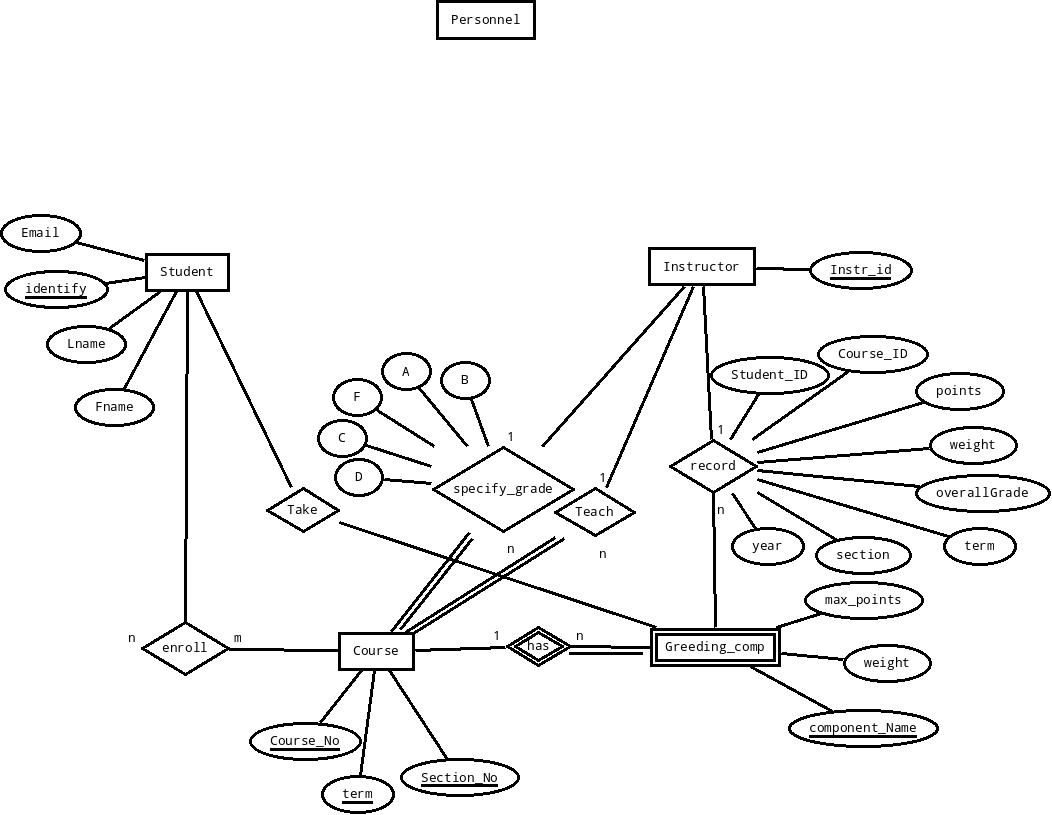 Personnel
Email
Student
identify
Lname
Fname
Instructor
Instr_id
Student_ID
Course_ID
points
weight
overallGrade
term
section
year
record
1
n
A
B
F
C
D
1
specify_grade
n
1
Teach
n
Take
n
enroll
m
Course
1
has
n
Greeding_comp
max_points
weight
component_Name
Course_No
term
Section_No